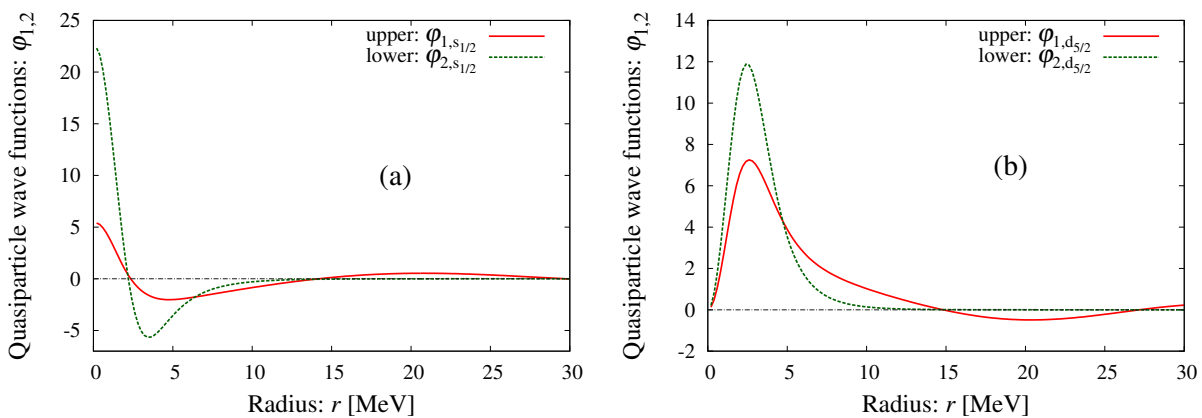 Quasiparticle wave functions: φ1,2
25
20
15
10
5
0
-5
upper: φ1,s1/2
lower: φ2,s1/2
(a)
0 5 10 15 20 25 30
Radius: r [MeV]
Quasiparticle wave functions: φ1,2
14
12
10
8
6
4
2
0
-2
upper: φ1,d5/2
lower: φ2,d5/2
(b)
0 5 10 15 20 25 30
Radius: r [MeV]